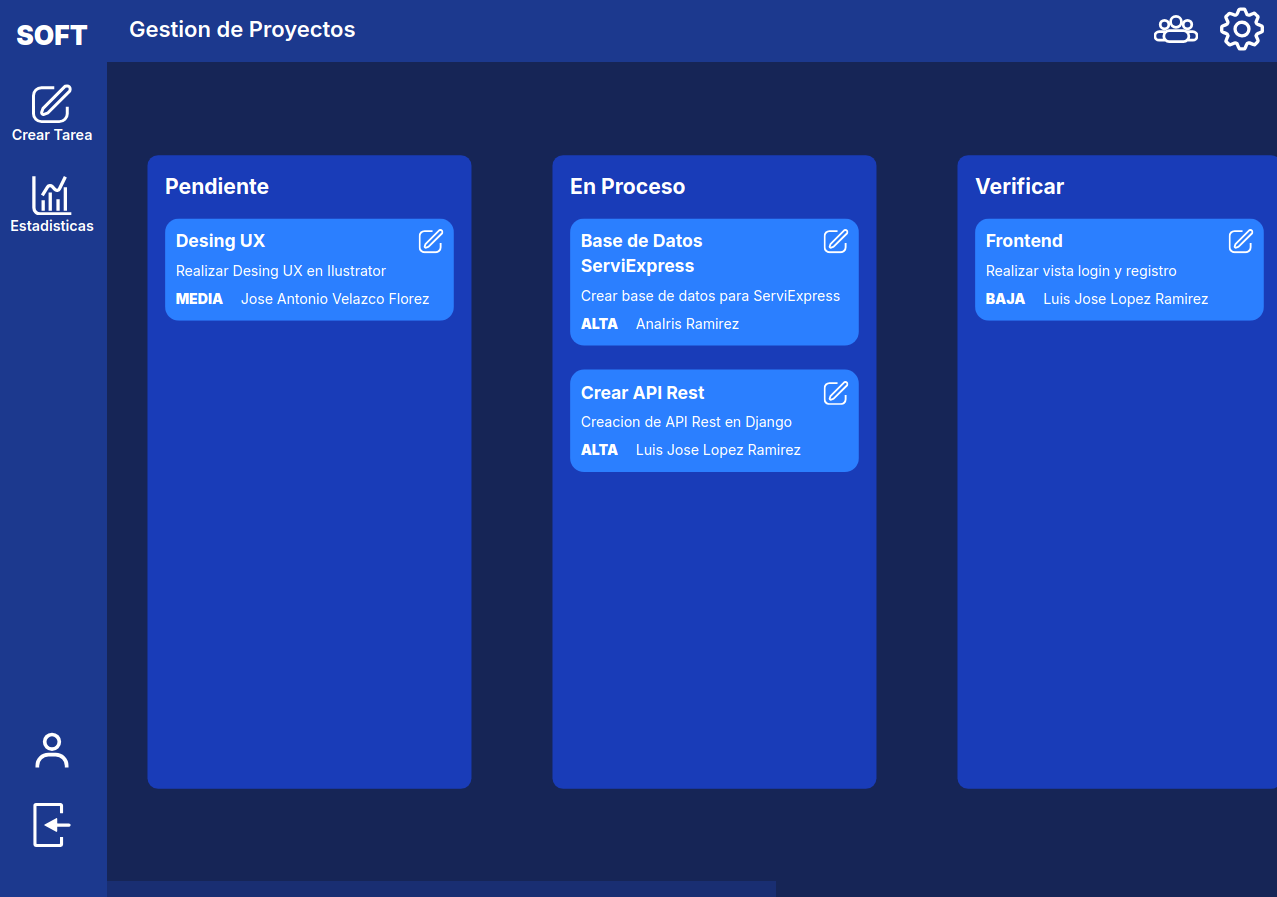 SOFT
Gestion de Proyectos
Crear Tarea
Estadisticas
Pendiente
Desing UX
Realizar Desing UX en Ilustrator
MEDIA Jose Antonio Velazco Florez
En Proceso
Base de Datos
ServiExpress
Crear base de datos para ServiExpress
ALTA AnaIris Ramirez
Crear API Rest
Creacion de API Rest en Django
ALTA Luis Jose Lopez Ramirez
Verificar
Frontend
Realizar vista login y registro
BAJA Luis Jose Lopez Ramirez